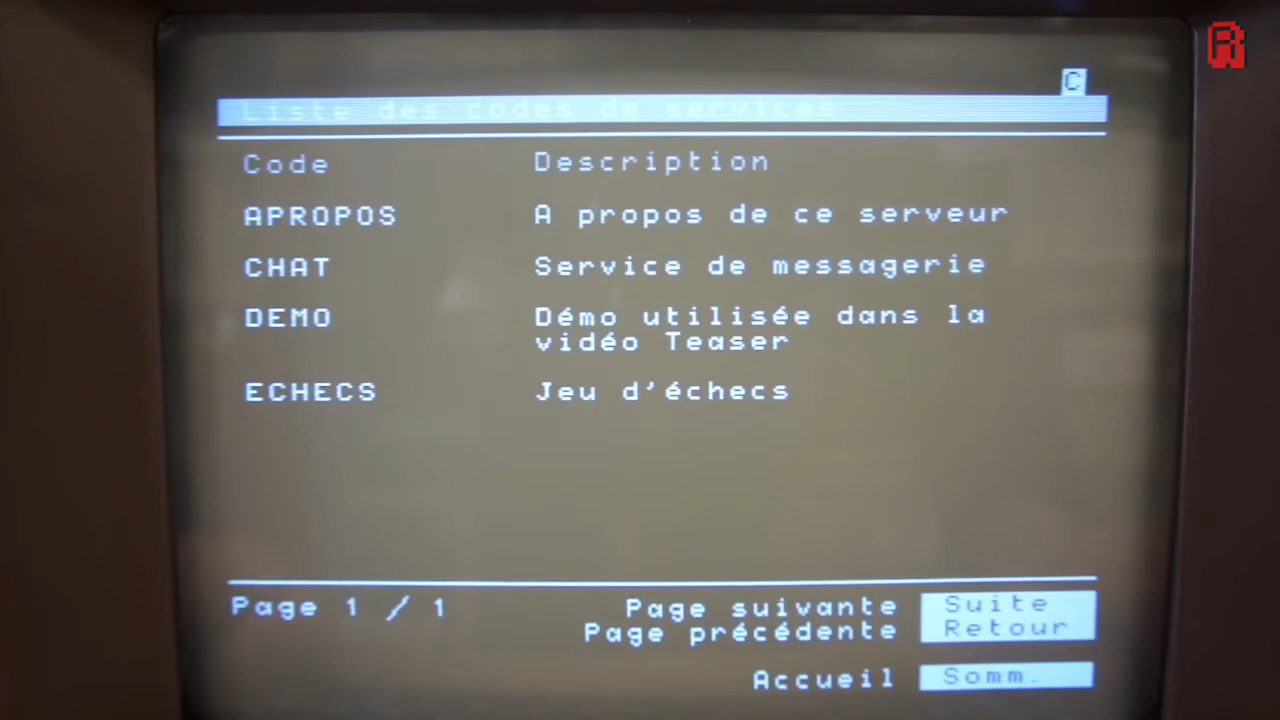 C
Liste des codes de services
Code Description
APROPOS A propos de ce serveur
CHAT Service de messagerie
DEMO Démo utilisée dans la
vidéo Teaser
ECHECS Jeu d'échecs
Page 1 / 1 Page suivante Suite
Page précédente Retour
Accueil Somm.